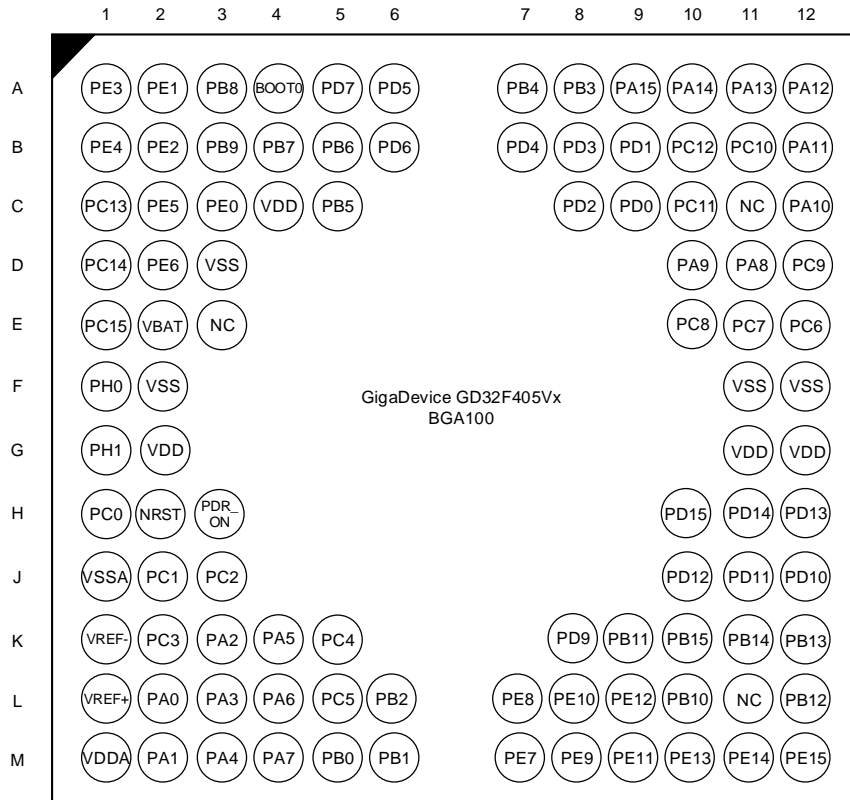 1 2 3 4 5 6 7 8 9 10 11 12
A PE3 PE1 PB8 BOOT0 PD7 PD5 PB4 PB3 PA15 PA14 PA13 PA12
B PE4 PE2 PB9 PB7 PB6 PD6 PD4 PD3 PD1 PC12 PC10 PA11
C PC13 PE5 PE0 VDD PB5 PD2 PD0 PC11 NC PA10
D PC14 PE6 VSS PA9 PA8 PC9
E PC15 VBAT NC PC8 PC7 PC6
F PH0 VSS VSS VSS
GigaDevice GD32F405Vx
BGA100
G PH1 VDD VDD VDD
H PC0 NRST PDR_ ON PD15 PD14 PD13
J VSSA PC1 PC2 PD12 PD11 PD10
K VREF- PC3 PA2 PA5 PC4 PD9 PB11 PB15 PB14 PB13
L VREF+ PA0 PA3 PA6 PC5 PB2 PE8 PE10 PE12 PB10 NC PB12
M VDDA PA1 PA4 PA7 PB0 PB1 PE7 PE9 PE11 PE13 PE14 PE15